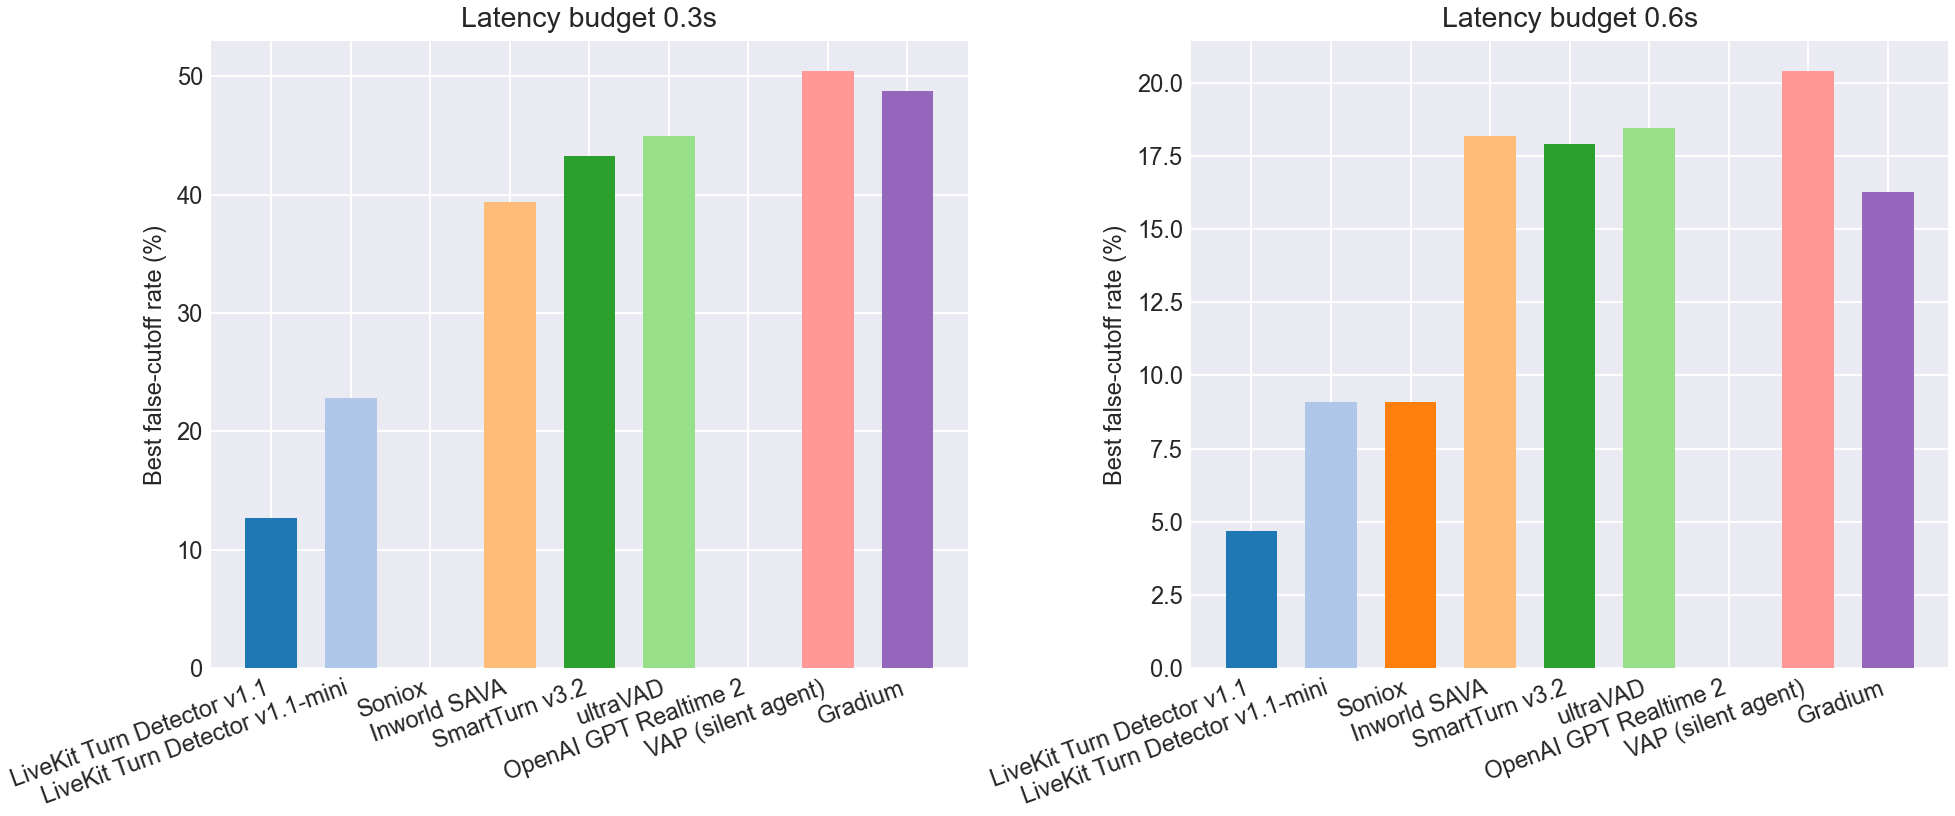 Latency budget 0.3s
Best false-cutoff rate (%)
50
40
30
20
10
0
LiveKit Turn Detector v1.1
LiveKit Turn Detector v1.1-mini
Soniox
Inworld SAVA
SmartTurn v3.2
ultraVAD
OpenAI GPT Realtime 2
VAP (silent agent)
Gradium
Latency budget 0.6s
Best false-cutoff rate (%)
20.0
17.5
15.0
12.5
10.0
7.5
5.0
2.5
0.0
LiveKit Turn Detector v1.1
LiveKit Turn Detector v1.1-mini
Soniox
Inworld SAVA
SmartTurn v3.2
ultraVAD
OpenAI GPT Realtime 2
VAP (silent agent)
Gradium